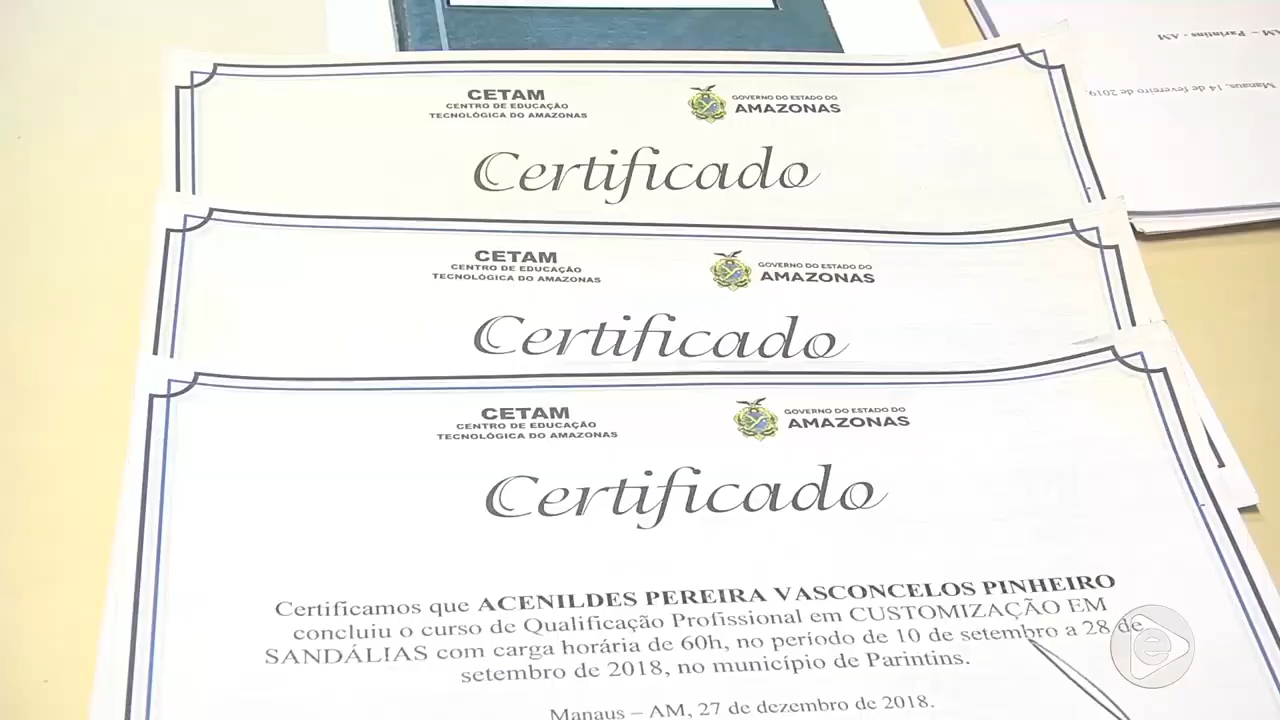 AM – Parintins - AM
Manaus, 14 de fevereiro de 2019.
CETAM
CENTRO DE EDUCAÇÃO
TECNOLÓGICA DO AMAZONAS
GOVERNO DO ESTADO DO
AMAZONAS
Certificado
CETAM
CENTRO DE EDUCAÇÃO
TECNOLÓGICA DO AMAZONAS
GOVERNO DO ESTADO DO
AMAZONAS
Certificado
CETAM
CENTRO DE EDUCAÇÃO
TECNOLÓGICA DO AMAZONAS
GOVERNO DO ESTADO DO
AMAZONAS
Certificado
Certificamos que ACENILDES PEREIRA VASCONCELOS PINHEIRO
concluiu o curso de Qualificação Profissional em CUSTOMIZAÇÃO EM
SANDÁLIAS com carga horária de 60h, no período de 10 de setembro a 28 de
setembro de 2018, no município de Parintins.
Manaus – AM, 27 de dezembro de 2018.
e